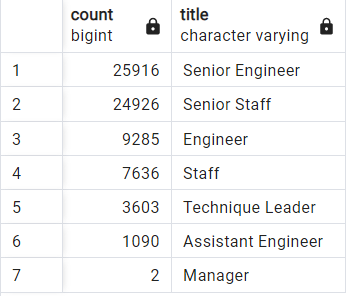 count title
bigint character varying
1 25916 Senior Engineer
2 24926 Senior Staff
3 9285 Engineer
4 7636 Staff
5 3603 Technique Leader
6 1090 Assistant Engineer
7 2 Manager